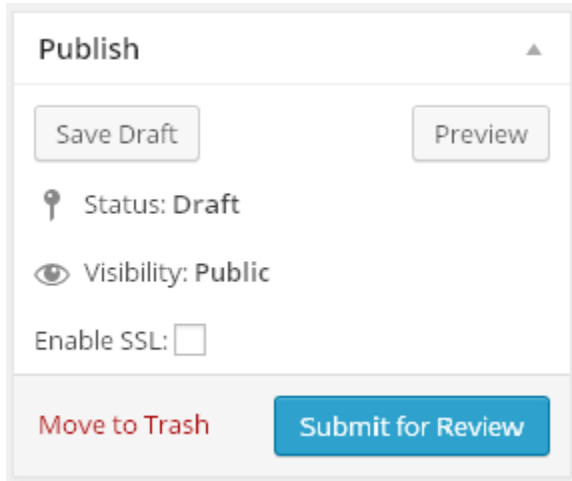 Publish
Save Draft Preview
Status: Draft
Visibility: Public
Enable SSL:
Move to Trash Submit for Review